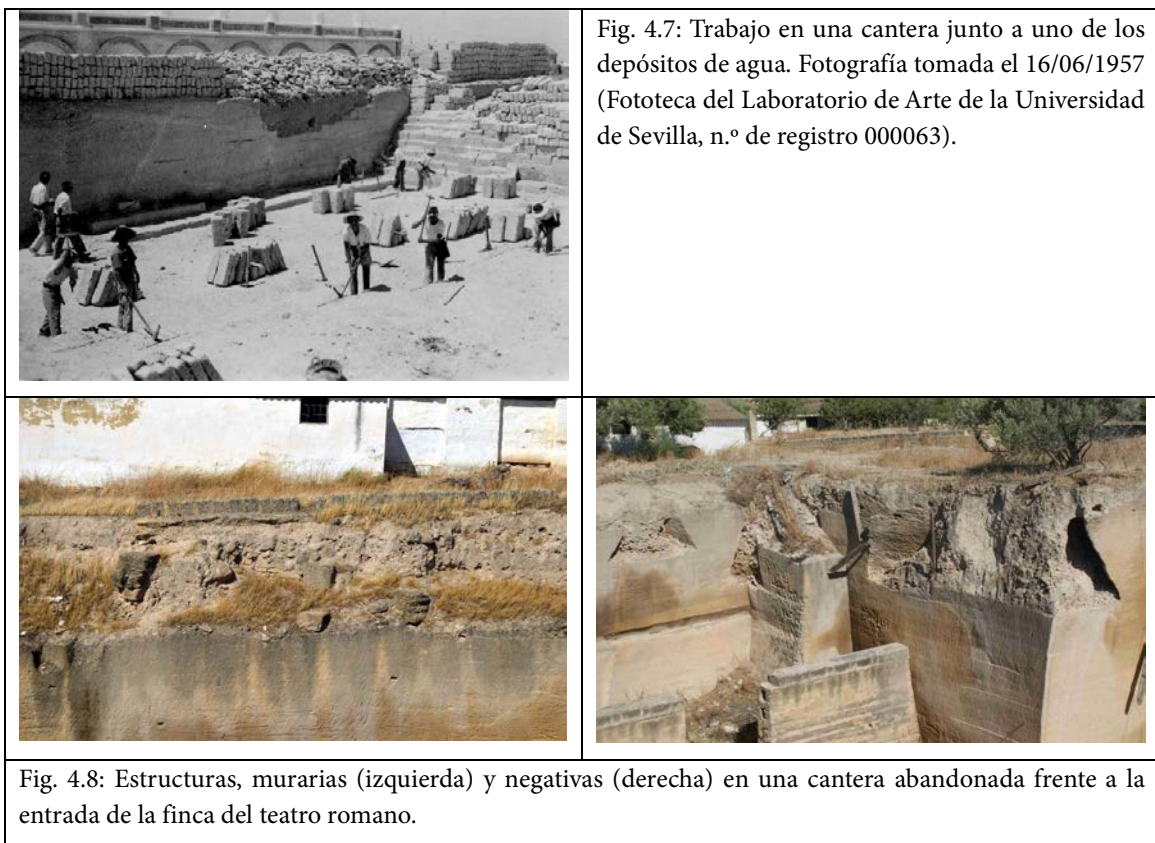 Fig. 4.7: Trabajo en una cantera junto a uno de los
depósitos de agua. Fotografía tomada el 16/06/1957
(Fototeca del Laboratorio de Arte de la Universidad
de Sevilla, n.º de registro 000063).
Fig. 4.8: Estructuras, murarias (izquierda) y negativas (derecha) en una cantera abandonada frente a la
entrada de la finca del teatro romano.